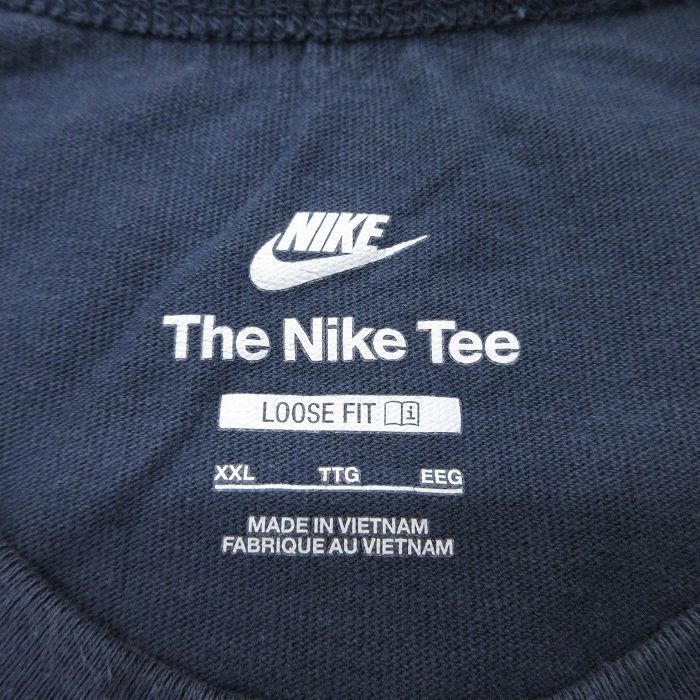 NIKE
The Nike Tee
LOOSE FIT
XXL TTG EEG
MADE IN VIETNAM
FABRIQUE AU VIETNAM